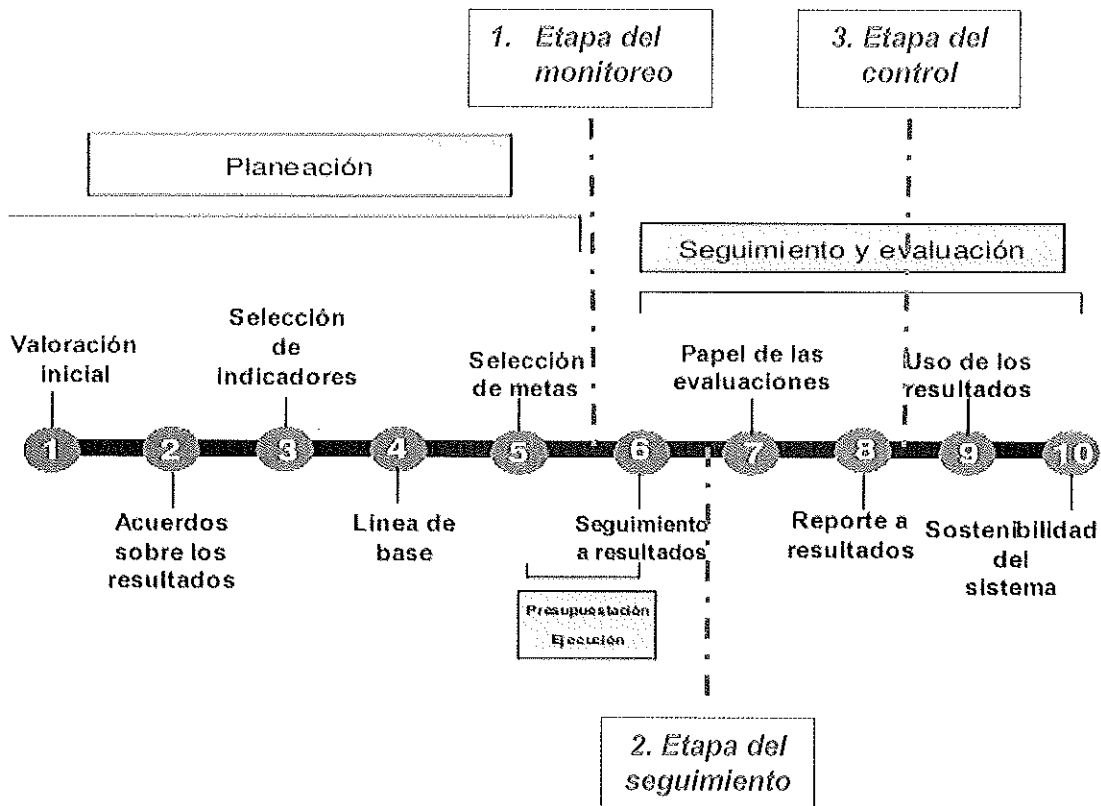 1. Etapa del
monitoreo
3. Etapa del
control
Planeación
Seguimiento y evaluación
Valoración
inicial
Selección
de
indicadores
Selección
de metas
Papel de las
evaluaciones
Uso de los
resultados
1 2 3 4 5 6 7 8 9 10
Acuerdos
sobre los
resultados
Línea de
base
Seguimiento
a resultados
Reporte a
resultados
Sostenibilidad
del
sistema
Presupuestación
Ejecución
2. Etapa del
seguimiento